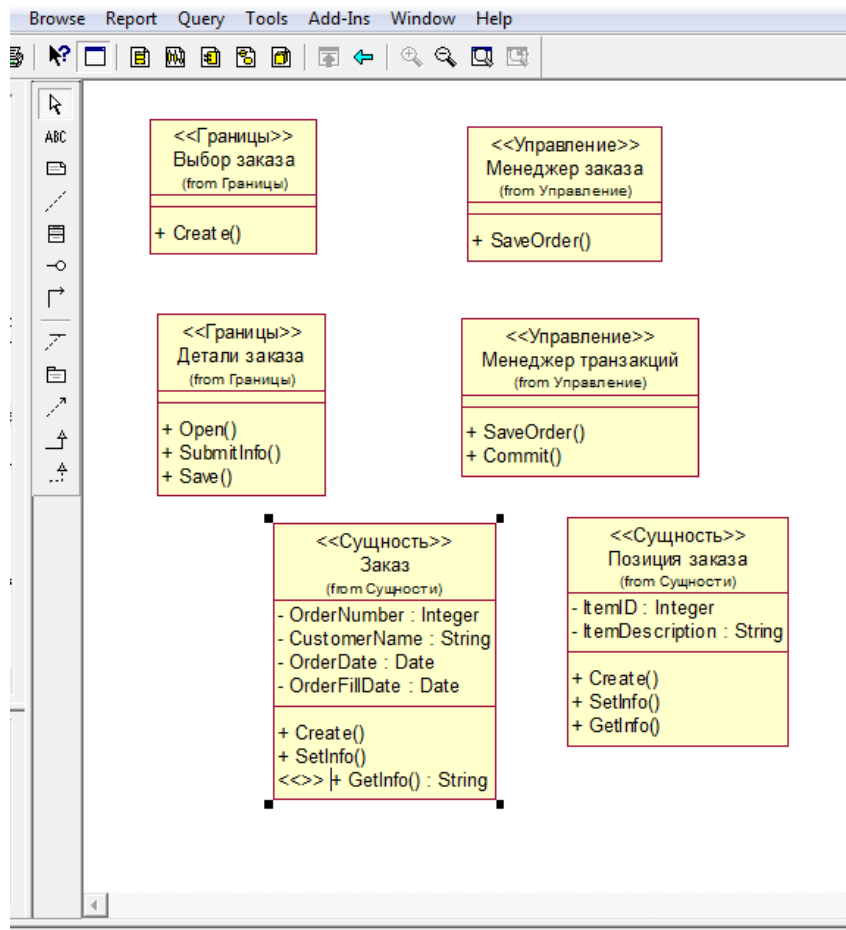 Browse Report Query Tools Add-Ins Window Help
ABC
<<Границы>>
Выбор заказа
(from Границы)
+ Create()
<<Управление>>
Менеджер заказа
(from Управление)
+ SaveOrder()
<<Границы>>
Детали заказа
(from Границы)
+ Open()
+ SubmitInfo()
+ Save()
<<Управление>>
Менеджер транзакций
(from Управление)
+ SaveOrder()
+ Commit()
<<Сущность>>
Заказ
(from Сущности)
- OrderNumber : Integer
- CustomerName : String
- OrderDate : Date
- OrderFillDate : Date
+ Create()
+ SetInfo()
<<>> + GetInfo() : String
<<Сущность>>
Позиция заказа
(from Сущности)
- ItemID : Integer
- ItemDescription : String
+ Create()
+ SetInfo()
+ GetInfo()